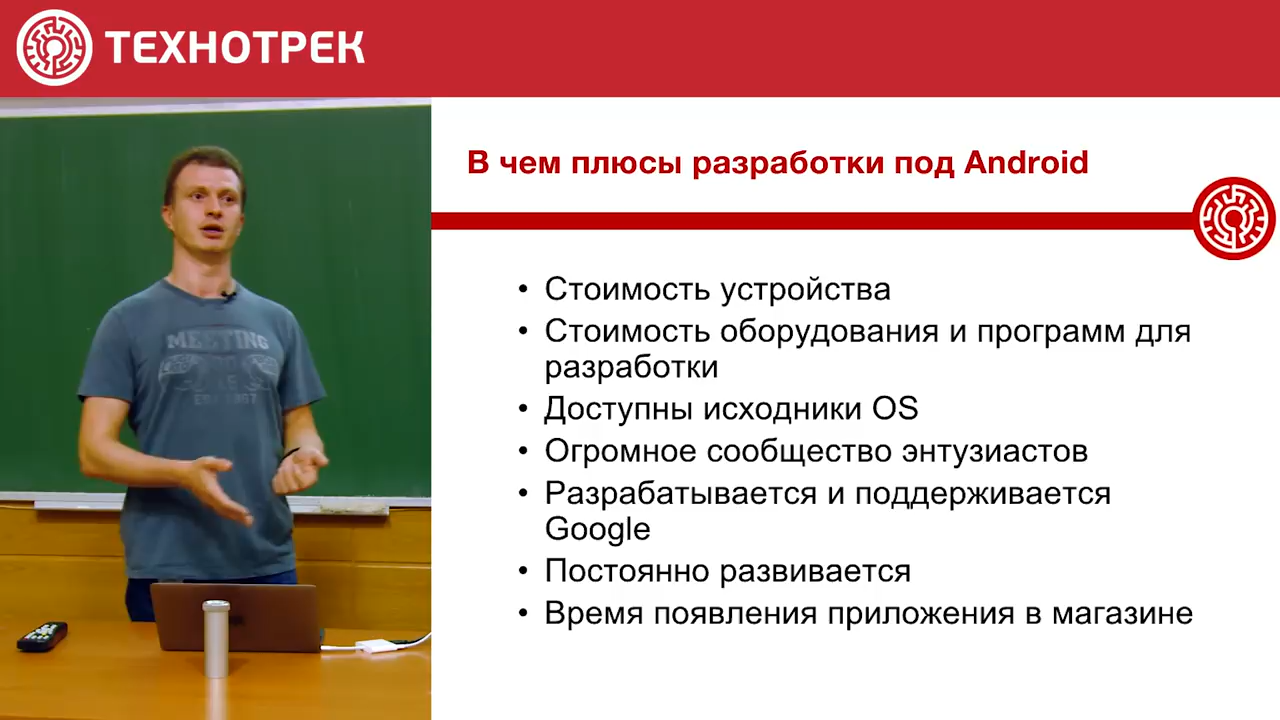 ТЕХНОТРЕК
В чем плюсы разработки под Android
• Стоимость устройства
• Стоимость оборудования и программ для
разработки
• Доступны исходники OS
• Огромное сообщество энтузиастов
• Разрабатывается и поддерживается
Google
• Постоянно развивается
• Время появления приложения в магазине
MEETING